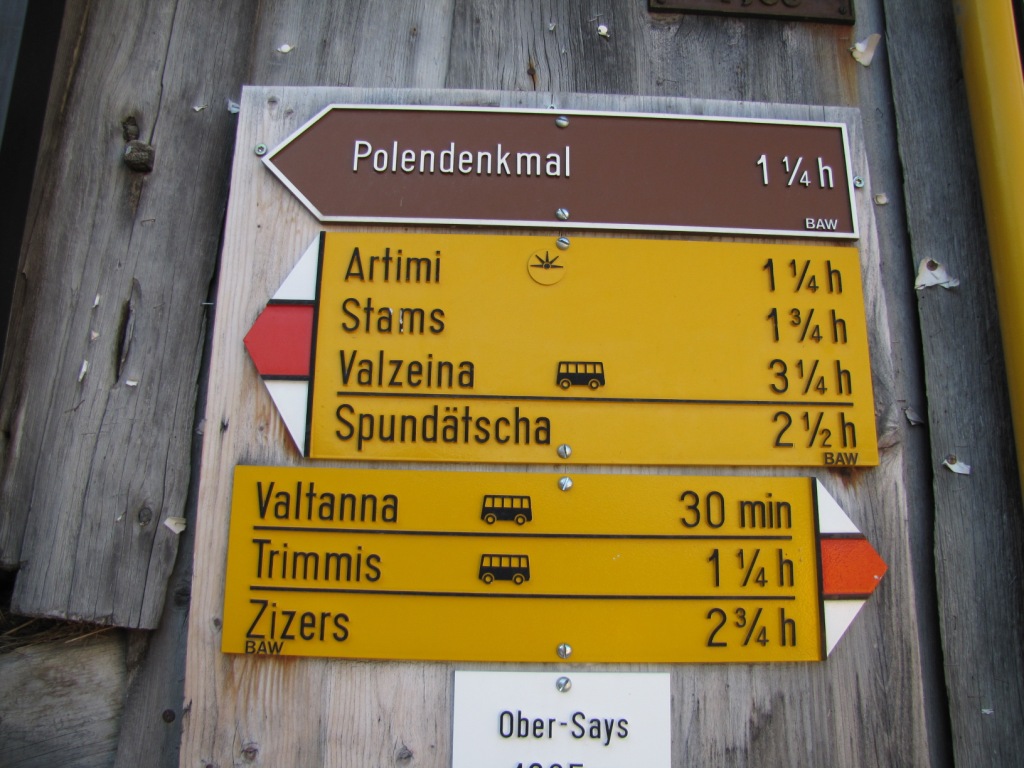 Polendenkmal 1 ¼ h
BAW
Artimi 1 ¼ h
Stams 1 ¾ h
Valzeina 3 ¼ h
Spundätscha 2 ½ h
BAW
Valtanna 30 min
Trimmis 1 ¼ h
Zizers 2 ¾ h
BAW
Ober-Says